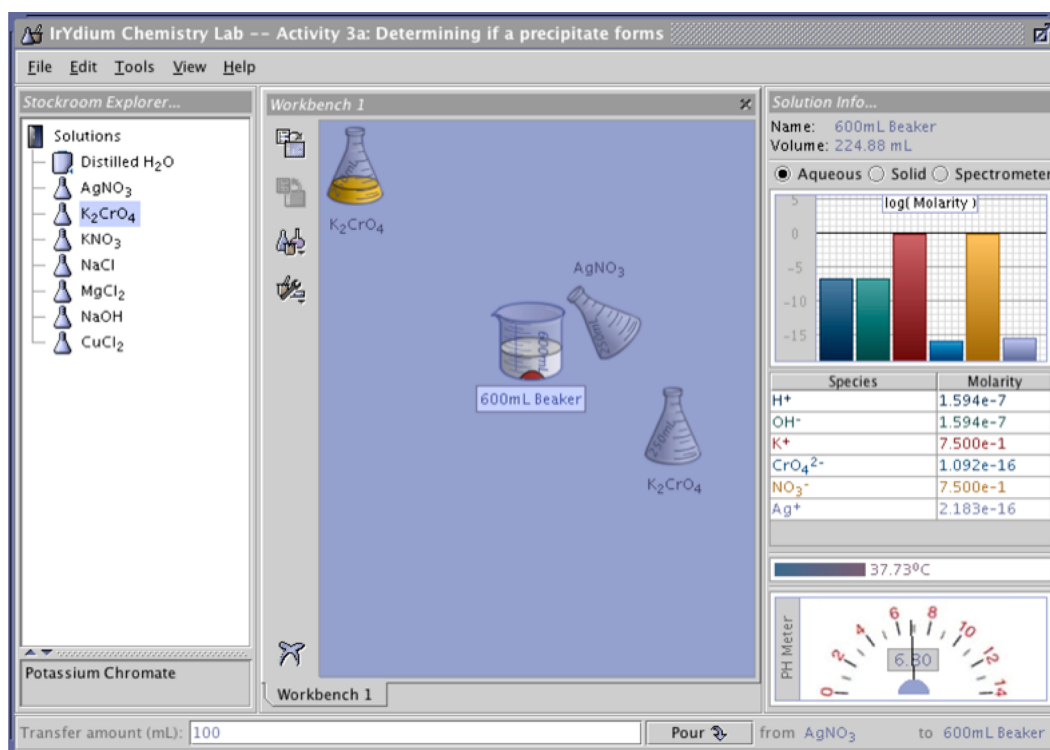 IrYdium Chemistry Lab -- Activity 3a: Determining if a precipitate forms
File Edit Tools View Help
Stockroom Explorer...
Solutions
Distilled H₂O
AgNO₃
K₂CrO₄
KNO₃
NaCl
MgCl₂
NaOH
CuCl₂
Potassium Chromate
Workbench 1
K₂CrO₄
AgNO₃
250mL
600mL
600mL Beaker
250mL
K₂CrO₄
Workbench 1
Solution Info...
Name: 600mL Beaker
Volume: 224.88 mL
Aqueous Solid Spectrometer
log( Molarity )
5
0
-5
-10
-15
Species Molarity
H+ 1.594e-7
OH- 1.594e-7
K+ 7.500e-1
CrO₄²⁻ 1.092e-16
NO₃⁻ 7.500e-1
Ag+ 2.183e-16
37.73ºC
PH Meter
0 2 4 6 8 10 12 14
6.80
Transfer amount (mL): 100 Pour from AgNO₃ to 600mL Beaker